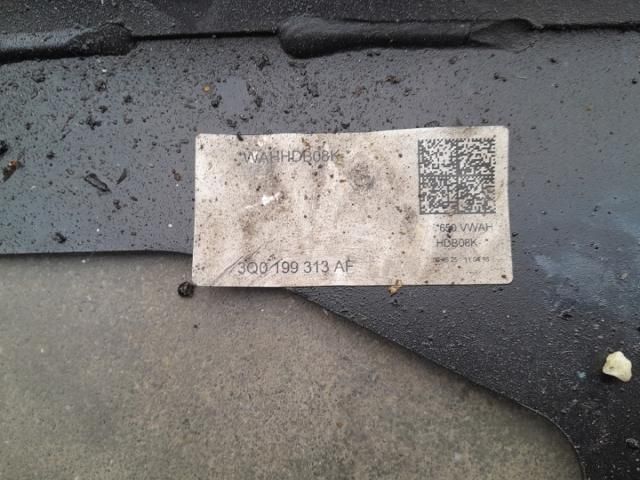 *WAHHDB08K-
3Q0 199 313 AF
*650 VWAH
HDB08K- *